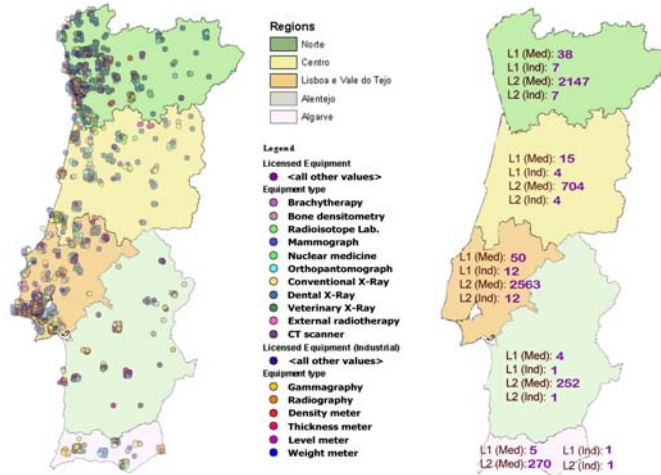 Regions
Norte
Centro
Lisboa e Vale do Tejo
Alentejo
Algarve
Legend
Licensed Equipment
<all other values>
Equipment type
Brachytherapy
Bone densitometry
Radioisotope Lab.
Mammograph
Nuclear medicine
Orthopantomograph
Conventional X-Ray
Dental X-Ray
Veterinary X-Ray
External radiotherapy
CT scanner
Licensed Equipment (Industrial)
<all other values>
Equipment type
Gammagraphy
Radiography
Density meter
Thickness meter
Level meter
Weight meter
L1 (Med): 38
L1 (Ind): 7
L2 (Med): 2147
L2 (Ind): 7
L1 (Med): 15
L1 (Ind): 4
L2 (Med): 704
L2 (Ind): 4
L1 (Med): 50
L1 (Ind): 12
L2 (Med): 2563
L2 (Ind): 12
L1 (Med): 4
L1 (Ind): 1
L2 (Med): 252
L2 (Ind): 1
L1 (Med): 5 L1 (Ind): 1
L2 (Med): 270 L2 (Ind): 1